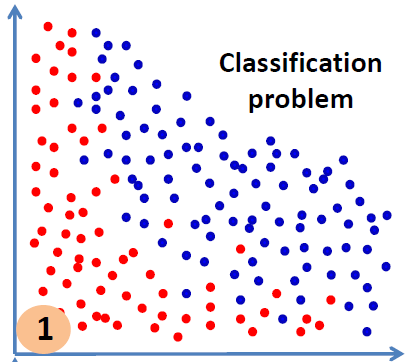 Classification
problem
1